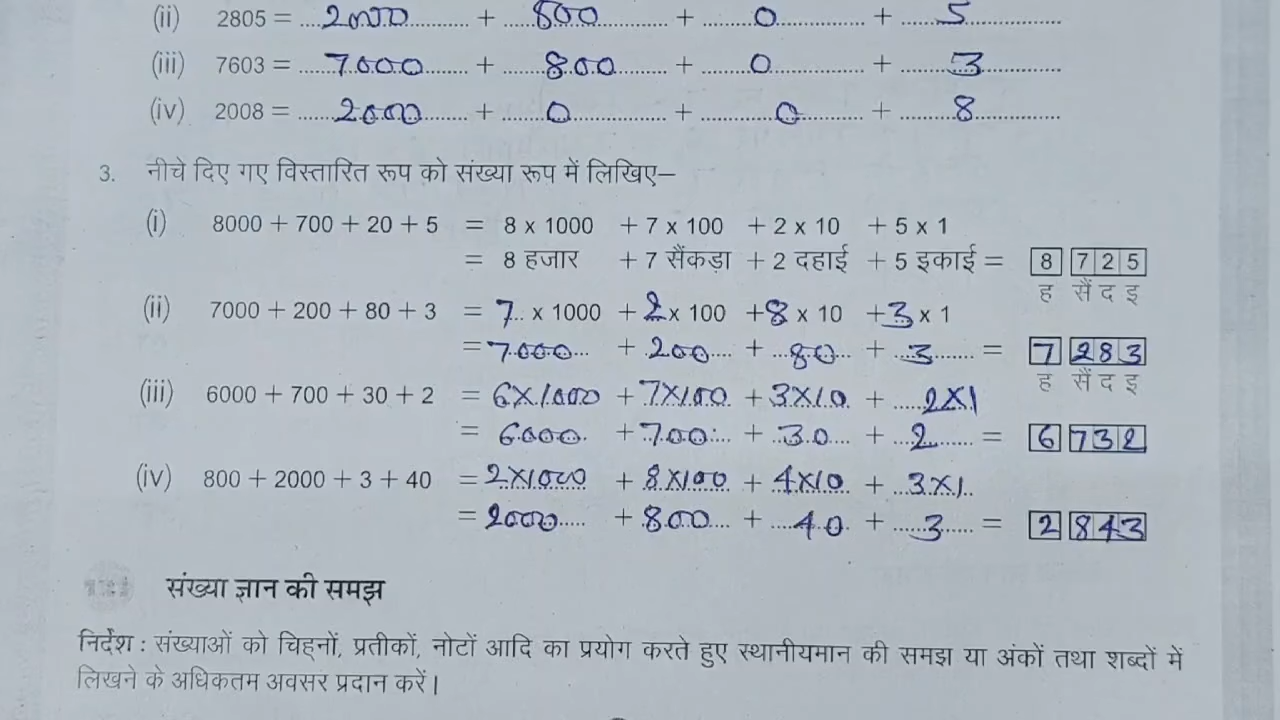 (ii) 2805 = 2000 + 800 + 0 + 5
(iii) 7603 = 7000 + 800 + 0 + 3
(iv) 2008 = 2000 + 0 + 0 + 8
3. नीचे दिए गए विस्तारित रूप को संख्या रूप में लिखिए–
(i) 8000 + 700 + 20 + 5 = 8 x 1000 + 7 x 100 + 2 x 10 + 5 x 1
= 8 हजार + 7 सैंकड़ा + 2 दहाई + 5 इकाई = 8 7 2 5
ह सैं द इ
(ii) 7000 + 200 + 80 + 3 = 7 x 1000 + 2 x 100 + 8 x 10 + 3 x 1
= 7000 + 200 + 80 + 3 = 7 2 8 3
ह सैं द इ
(iii) 6000 + 700 + 30 + 2 = 6x1000 + 7x100 + 3x10 + 2x1
= 6000 + 700 + 30 + 2 = 6 7 3 2
(iv) 800 + 2000 + 3 + 40 = 2x1000 + 8x100 + 4x10 + 3x1
= 2000 + 800 + 40 + 3 = 2 8 4 3
संख्या ज्ञान की समझ
निर्देश : संख्याओं को चिह्नों, प्रतीकों, नोटों आदि का प्रयोग करते हुए स्थानीयमान की समझ या अंकों तथा शब्दों में
लिखने के अधिकतम अवसर प्रदान करें।